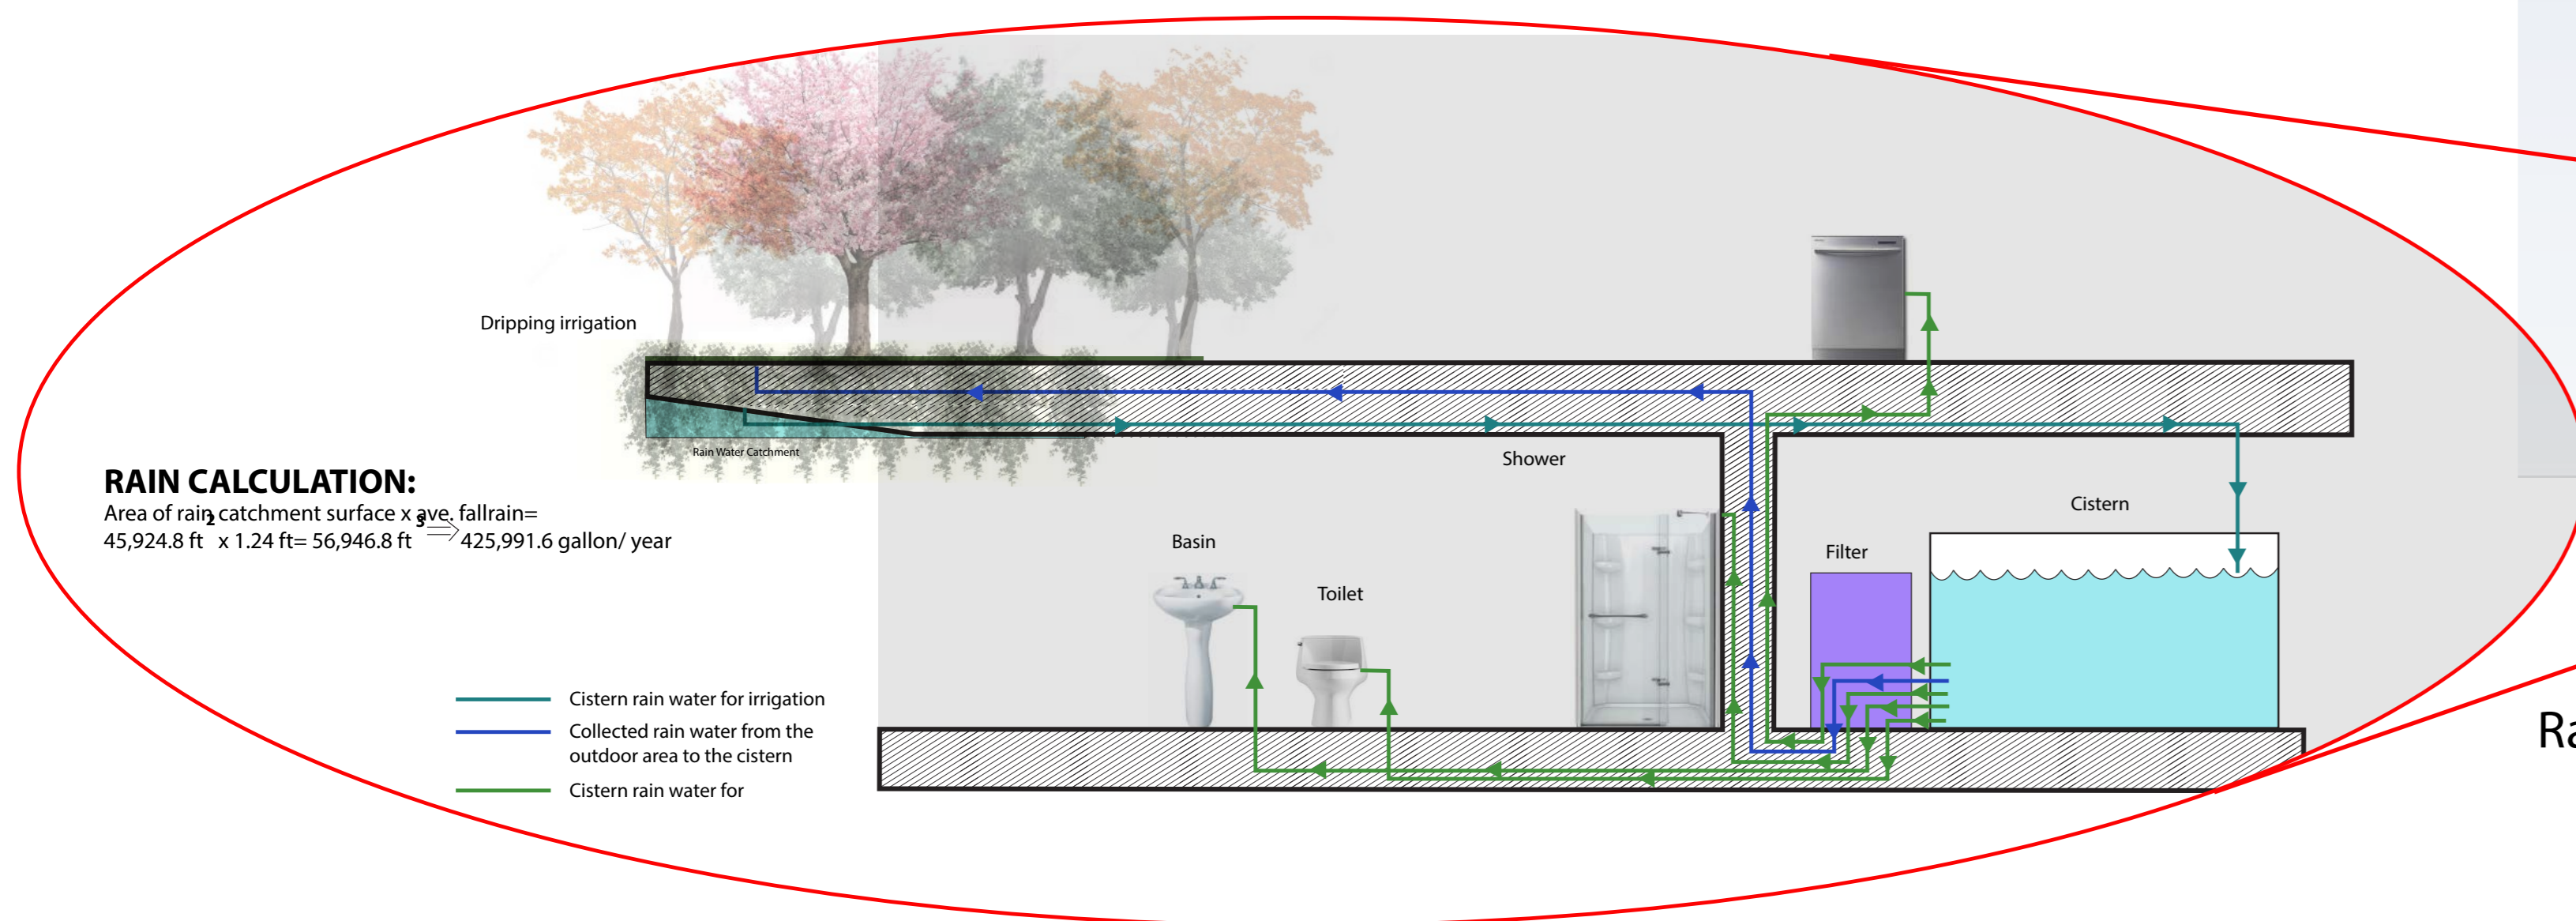 Dripping irrigation
Rain Water Catchment
RAIN CALCULATION:
Area of rain catchment surface x ave. fallrain=
45,924.8 ft2 x 1.24 ft= 56,946.8 ft3 ⇒ 425,991.6 gallon/ year
Shower
Cistern
Basin
Filter
Toilet
Cistern rain water for irrigation
Collected rain water from the
outdoor area to the cistern
Cistern rain water for
Ra